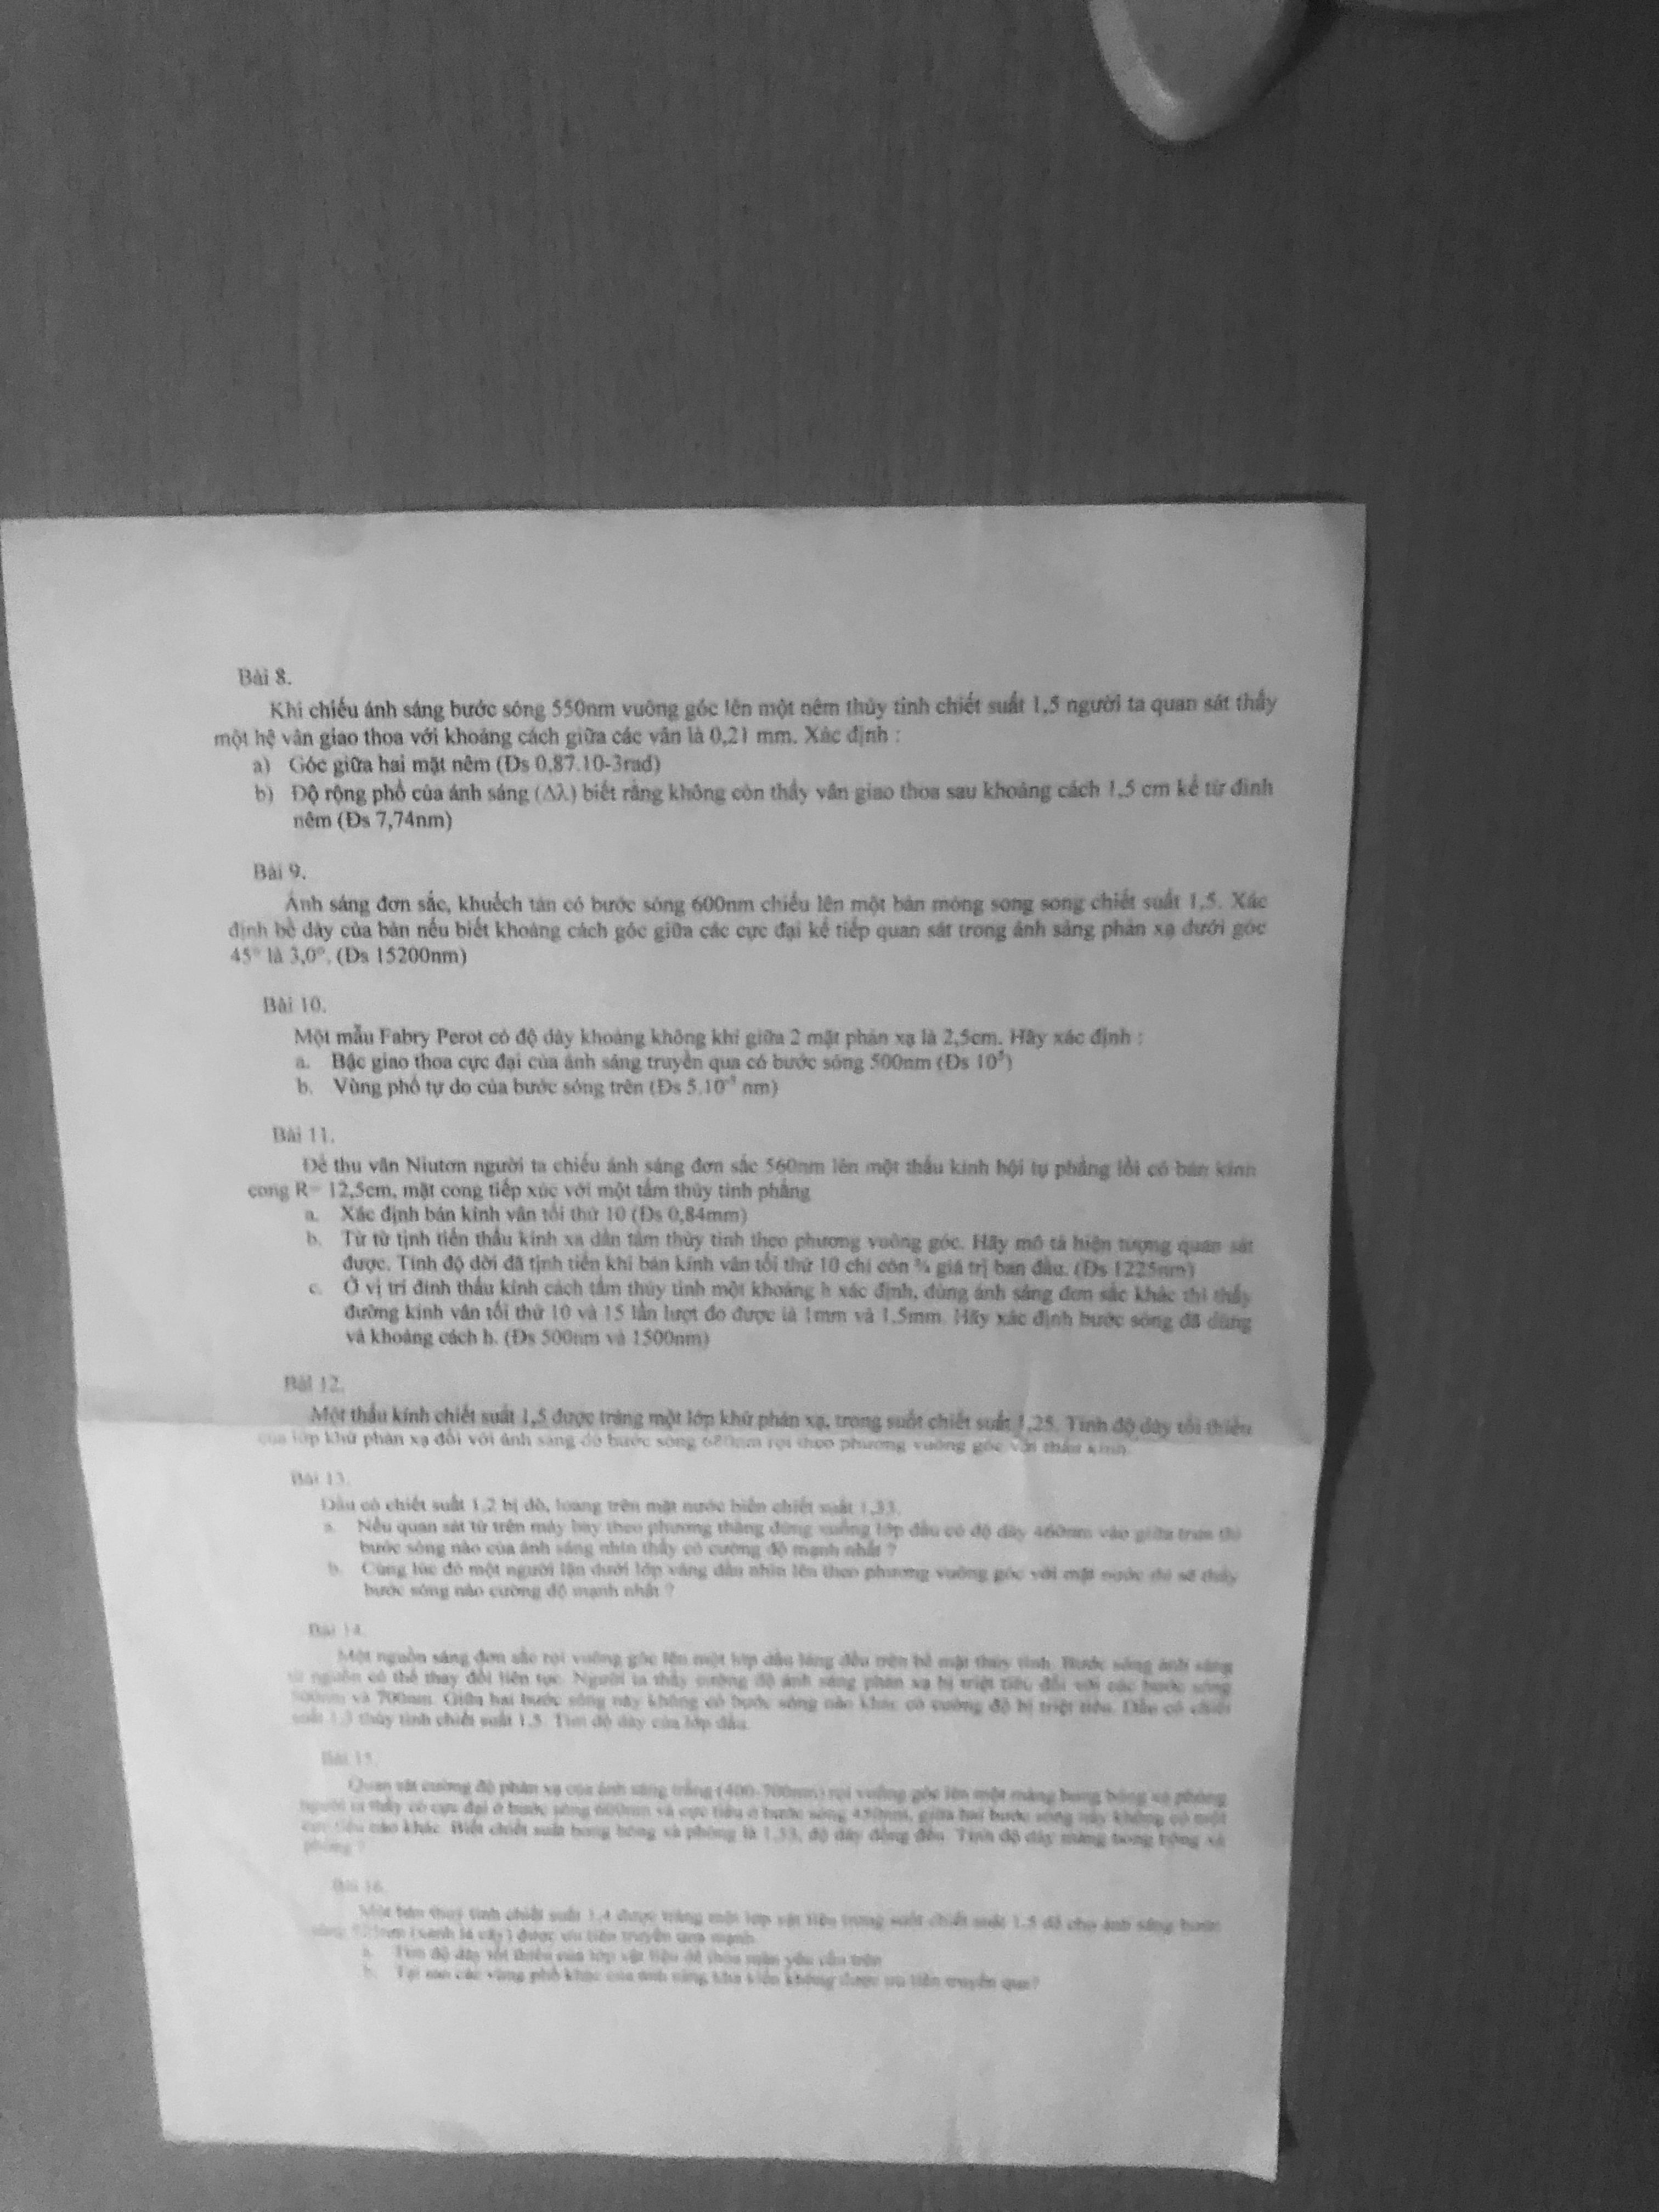 Bài 8.
Khi chiếu ánh sáng bước sóng 550nm vuông góc lên một nêm thủy tinh chiết suất 1,5 người ta quan sát thấy
một hệ vân giao thoa với khoảng cách giữa các vân là 0,21 mm. Xác định :
a) Góc giữa hai mặt nêm (Đs 0,87.10-3rad)
b) Độ rộng phổ của ánh sáng (Δλ) biết rằng không còn thấy vân giao thoa sau khoảng cách 1,5 cm kể từ đỉnh
nêm (Đs 7,74nm)
Bài 9.
Ánh sáng đơn sắc, khuếch tán có bước sóng 600nm chiếu lên một bản mỏng song song chiết suất 1,5. Xác
định bề dày của bản nếu biết khoảng cách góc giữa các cực đại kế tiếp quan sát trong ánh sáng phản xạ dưới góc
45° là 3,0°. (Đs 15200nm)
Bài 10.
Một mẫu Fabry Perot có độ dày khoảng không khí giữa 2 mặt phản xạ là 2,5cm. Hãy xác định :
a. Bậc giao thoa cực đại của ánh sáng truyền qua có bước sóng 500nm (Đs 10⁵)
b. Vùng phổ tự do của bước sóng trên (Đs 5.10⁻³ nm)
Bài 11.
Để thu vân Niutơn người ta chiếu ánh sáng đơn sắc 560nm lên một thấu kính hội tụ phẳng lồi có bán kính
cong R= 12,5cm, mặt cong tiếp xúc với một tấm thủy tinh phẳng
a. Xác định bán kính vân tối thứ 10 (Đs 0,84mm)
b. Từ từ tịnh tiến thấu kính xa dần tấm thủy tinh theo phương vuông góc. Hãy mô tả hiện tượng quan sát
được. Tính độ dời đã tịnh tiến khi bán kính vân tối thứ 10 chỉ còn ¾ giá trị ban đầu. (Đs 1225nm)
c. Ở vị trí đỉnh thấu kính cách tấm thủy tinh một khoảng h xác định, dùng ánh sáng đơn sắc khác thì thấy
đường kính vân tối thứ 10 và 15 lần lượt đo được là 1mm và 1,5mm. Hãy xác định bước sóng đã dùng
và khoảng cách h. (Đs 500nm và 1500nm)
Bài 12.
Một thấu kính chiết suất 1,5 được tráng một lớp khử phản xạ, trong suốt chiết suất 1,25. Tính độ dày tối thiểu
của lớp khử phản xạ đối với ánh sáng đỏ bước sóng 680nm rọi theo phương vuông góc với thấu kính.
Bài 13.
Dầu có chiết suất 1,2 bị dò, loang trên mặt nước biển chiết suất 1,33.
a. Nếu quan sát từ trên máy bay theo phương thẳng đứng xuống lớp dầu có độ dày 460nm vào giữa trưa thì
bước sóng nào của ánh sáng nhìn thấy có cường độ mạnh nhất ?
b. Cùng lúc đó một người lặn dưới lớp váng dầu nhìn lên theo phương vuông góc với mặt nước thì sẽ thấy
bước sóng nào cường độ mạnh nhất ?
Bài 14.
Một nguồn sáng đơn sắc rọi vuông góc lên một lớp dầu láng đều trên bề mặt thủy tinh. Bước sóng ánh sáng
từ nguồn có thể thay đổi liên tục. Người ta thấy cường độ ánh sáng phản xạ bị triệt tiêu đối với các bước sóng
500nm và 700nm. Giữa hai bước sóng này không có bước sóng nào khác có cường độ bị triệt tiêu. Dầu có chiết
suất 1,3 thủy tinh chiết suất 1,5. Tìm độ dày của lớp dầu.
Bài 15.
Quan sát cường độ phản xạ của ánh sáng trắng (400-700nm) rọi vuông góc lên một màng bong bóng xà phòng
người ta thấy có cực đại ở bước sóng 600nm và cực tiểu ở bước sóng 450nm, giữa hai bước sóng này không có một
cực tiểu nào khác. Biết chiết suất bong bóng xà phòng là 1,33, độ dày đồng đều. Tính độ dày màng bong bóng xà
phòng ?
Bài 16.
Một bản thủy tinh chiết suất 1,4 được tráng một lớp vật liệu trong suốt chiết suất 1,5 để cho ánh sáng bước
sóng 525nm (xanh lá cây) được ưu tiên truyền qua mạnh.
a. Tìm độ dày tối thiểu của lớp vật liệu để thỏa mãn yêu cầu trên
b. Tại sao các vùng phổ khác của ánh sáng khả kiến không được ưu tiên truyền qua?